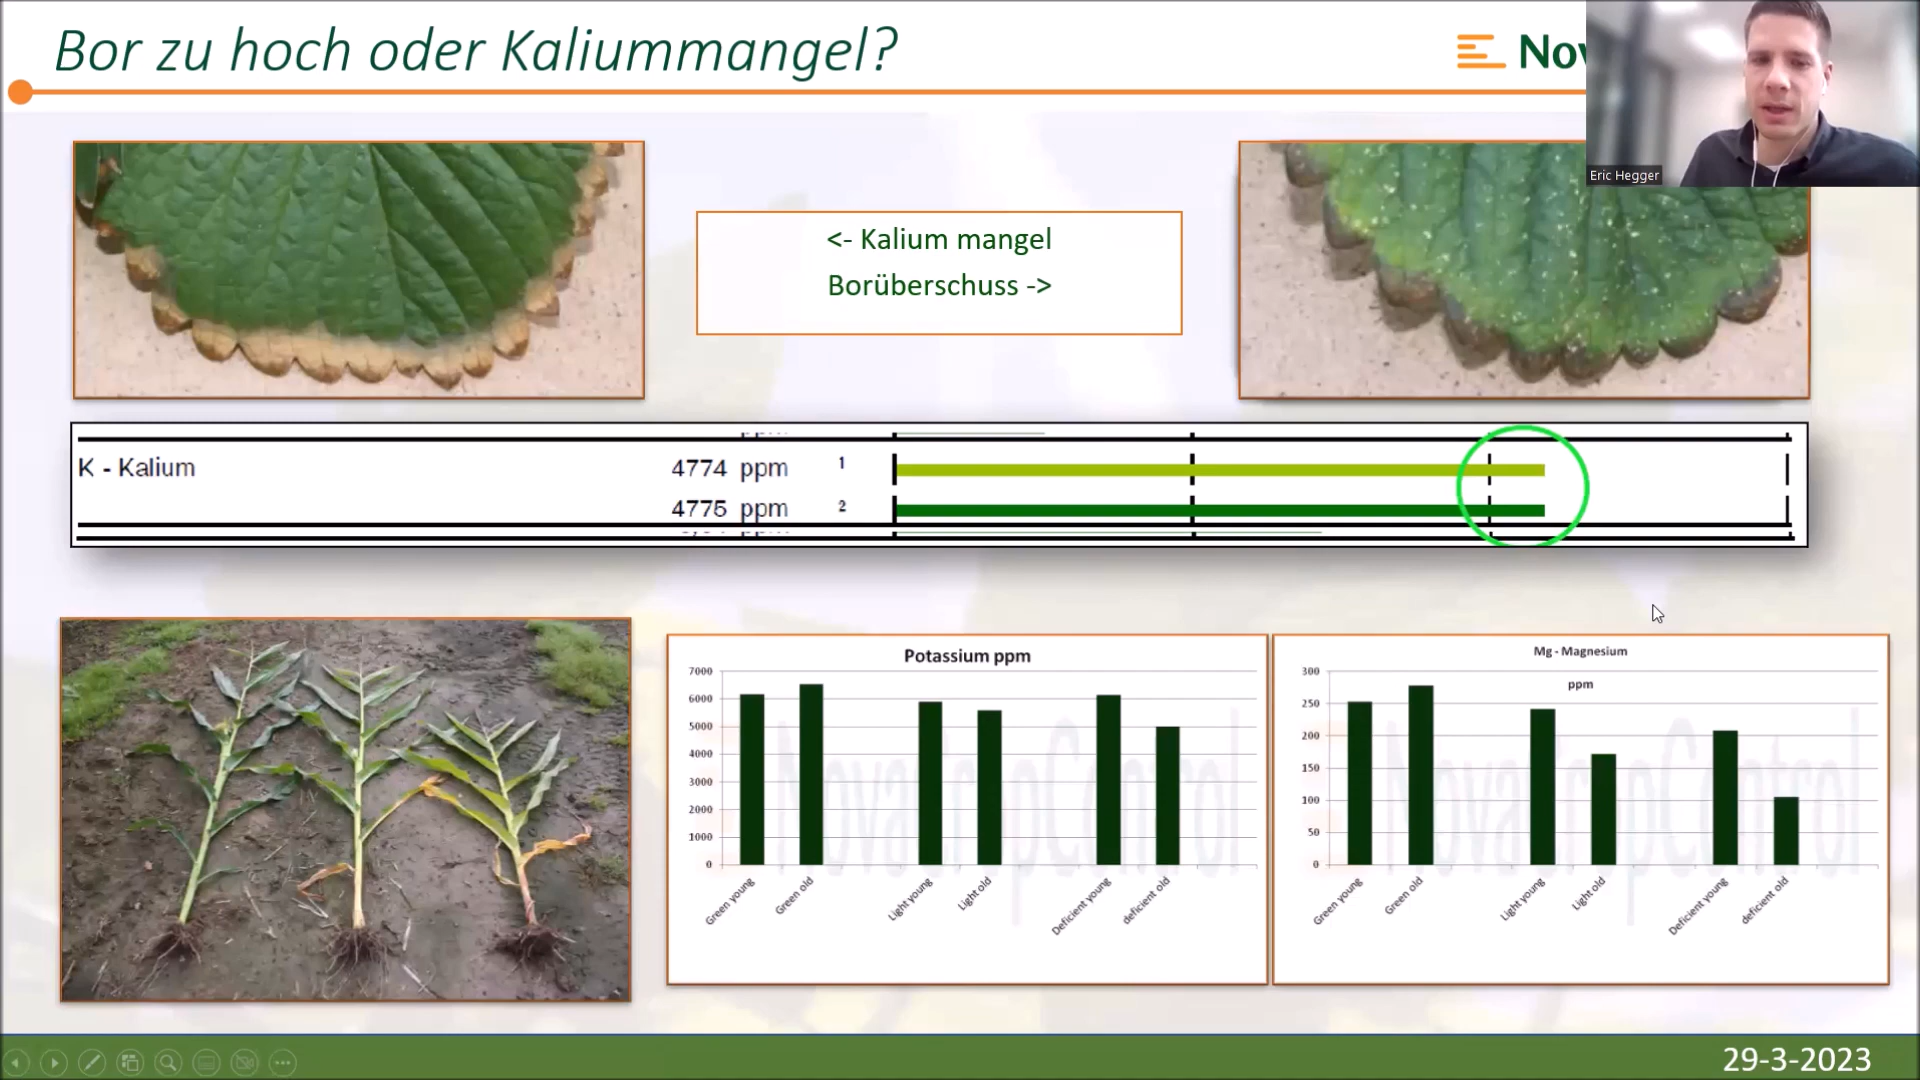 Bor zu hoch oder Kaliummangel?
Eric Hegger
<- Kalium mangel
Borüberschuss ->
K - Kalium 4774 ppm 1
4775 ppm 2
Potassium ppm
7000
6000
5000
4000
3000
2000
1000
0
Green young
Green old
Light young
Light old
Deficient young
deficient old
Mg - Magnesium
ppm
300
250
200
150
100
50
0
Green young
Green old
Light young
Light old
Deficient young
deficient old
NovaCropControl
NovaCropControl
29-3-2023